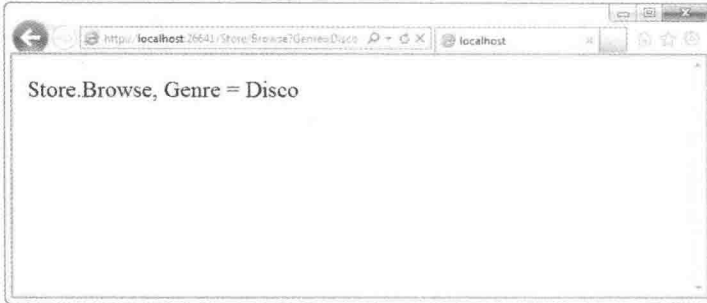 http://localhost:26641/Store/Browse?Genre=Disco
localhost
Store.Browse, Genre = Disco